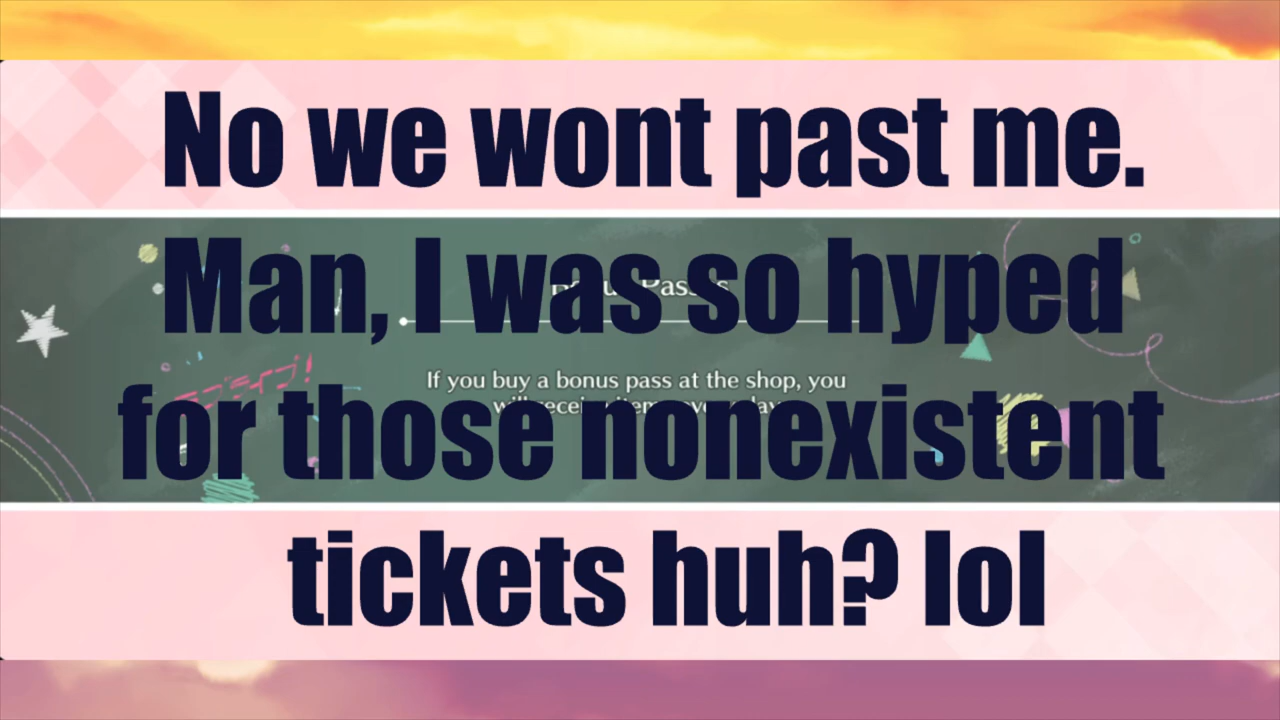 No we wont past me.
Man, I was so hyped
If you buy a bonus pass at the shop, you
for those nonexistent
tickets huh? lol